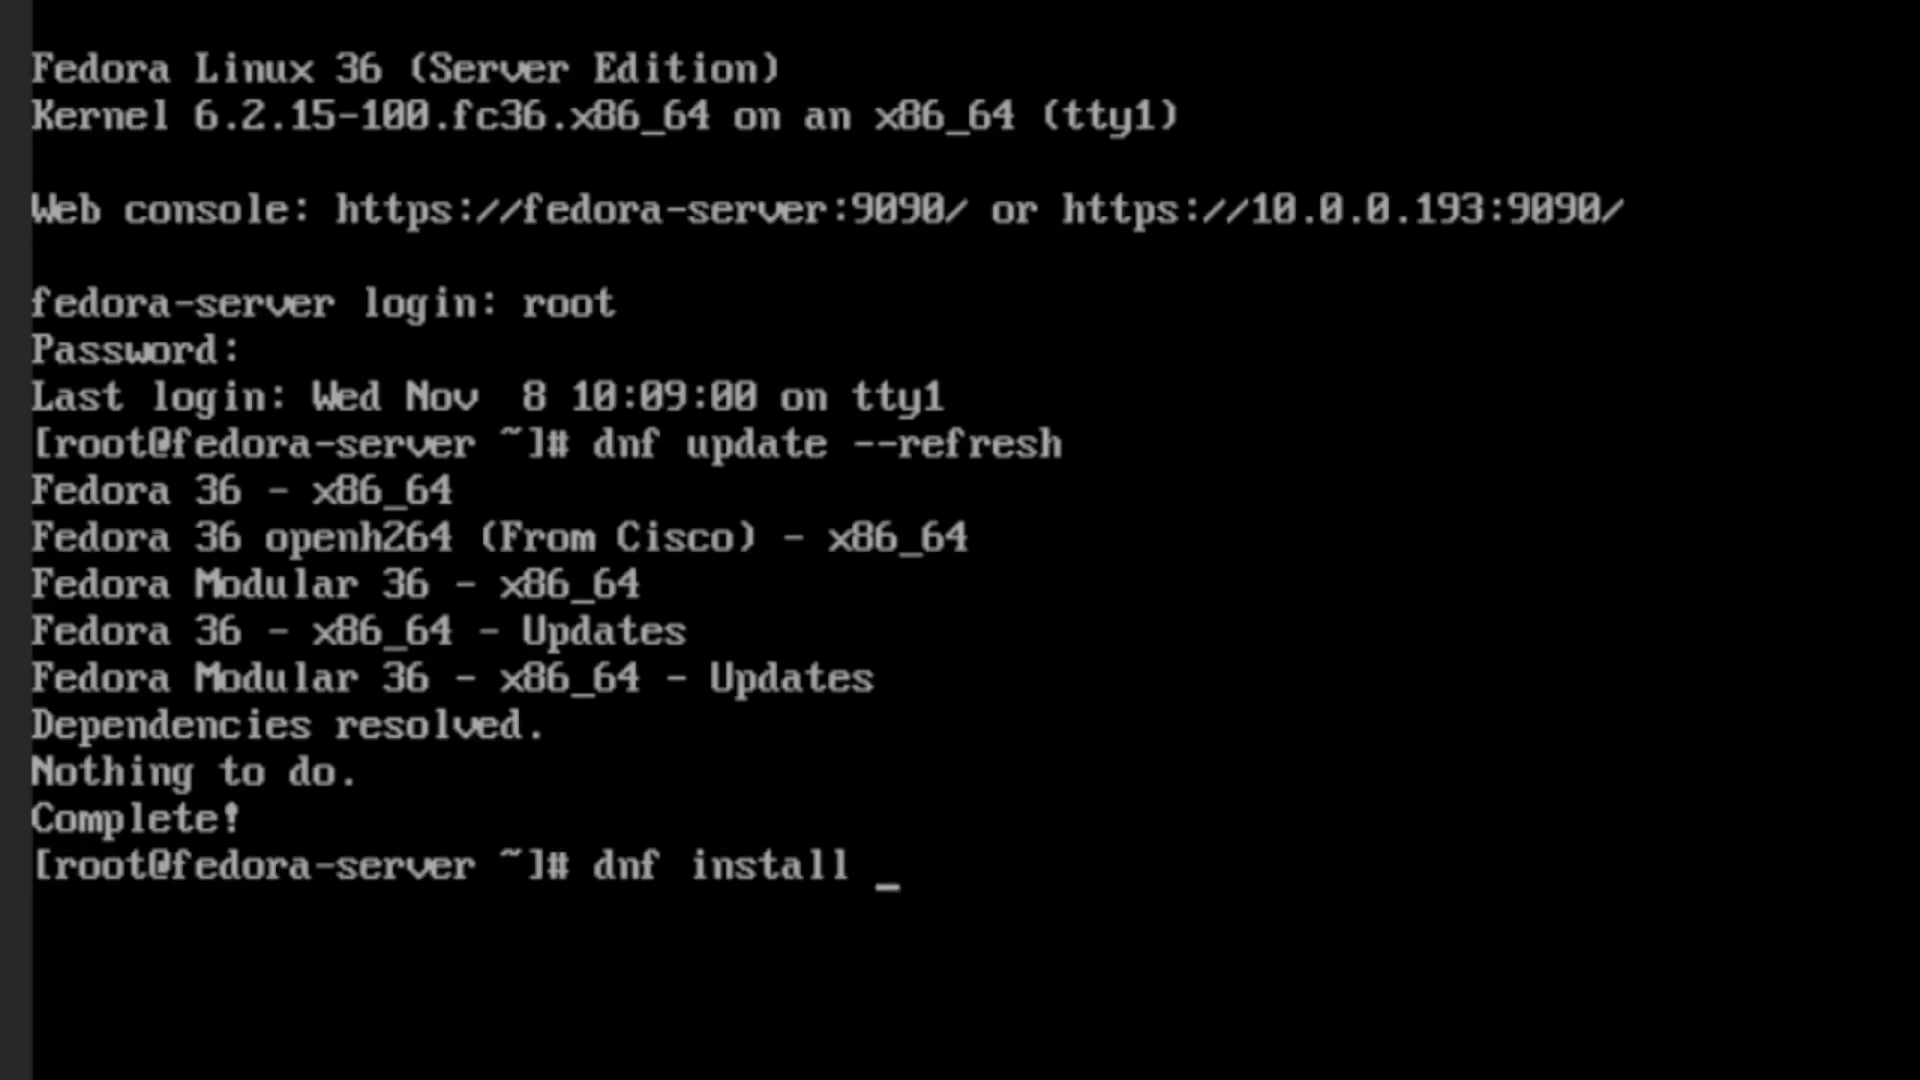 Fedora Linux 36 (Server Edition)
Kernel 6.2.15-100.fc36.x86_64 on an x86_64 (tty1)
Web console: https://fedora-server:9090/ or https://10.0.0.193:9090/
fedora-server login: root
Password:
Last login: Wed Nov  8 10:09:00 on tty1
[root@fedora-server ~]# dnf update --refresh
Fedora 36 - x86_64
Fedora 36 openh264 (From Cisco) - x86_64
Fedora Modular 36 - x86_64
Fedora 36 - x86_64 - Updates
Fedora Modular 36 - x86_64 - Updates
Dependencies resolved.
Nothing to do.
Complete!
[root@fedora-server ~]# dnf install _